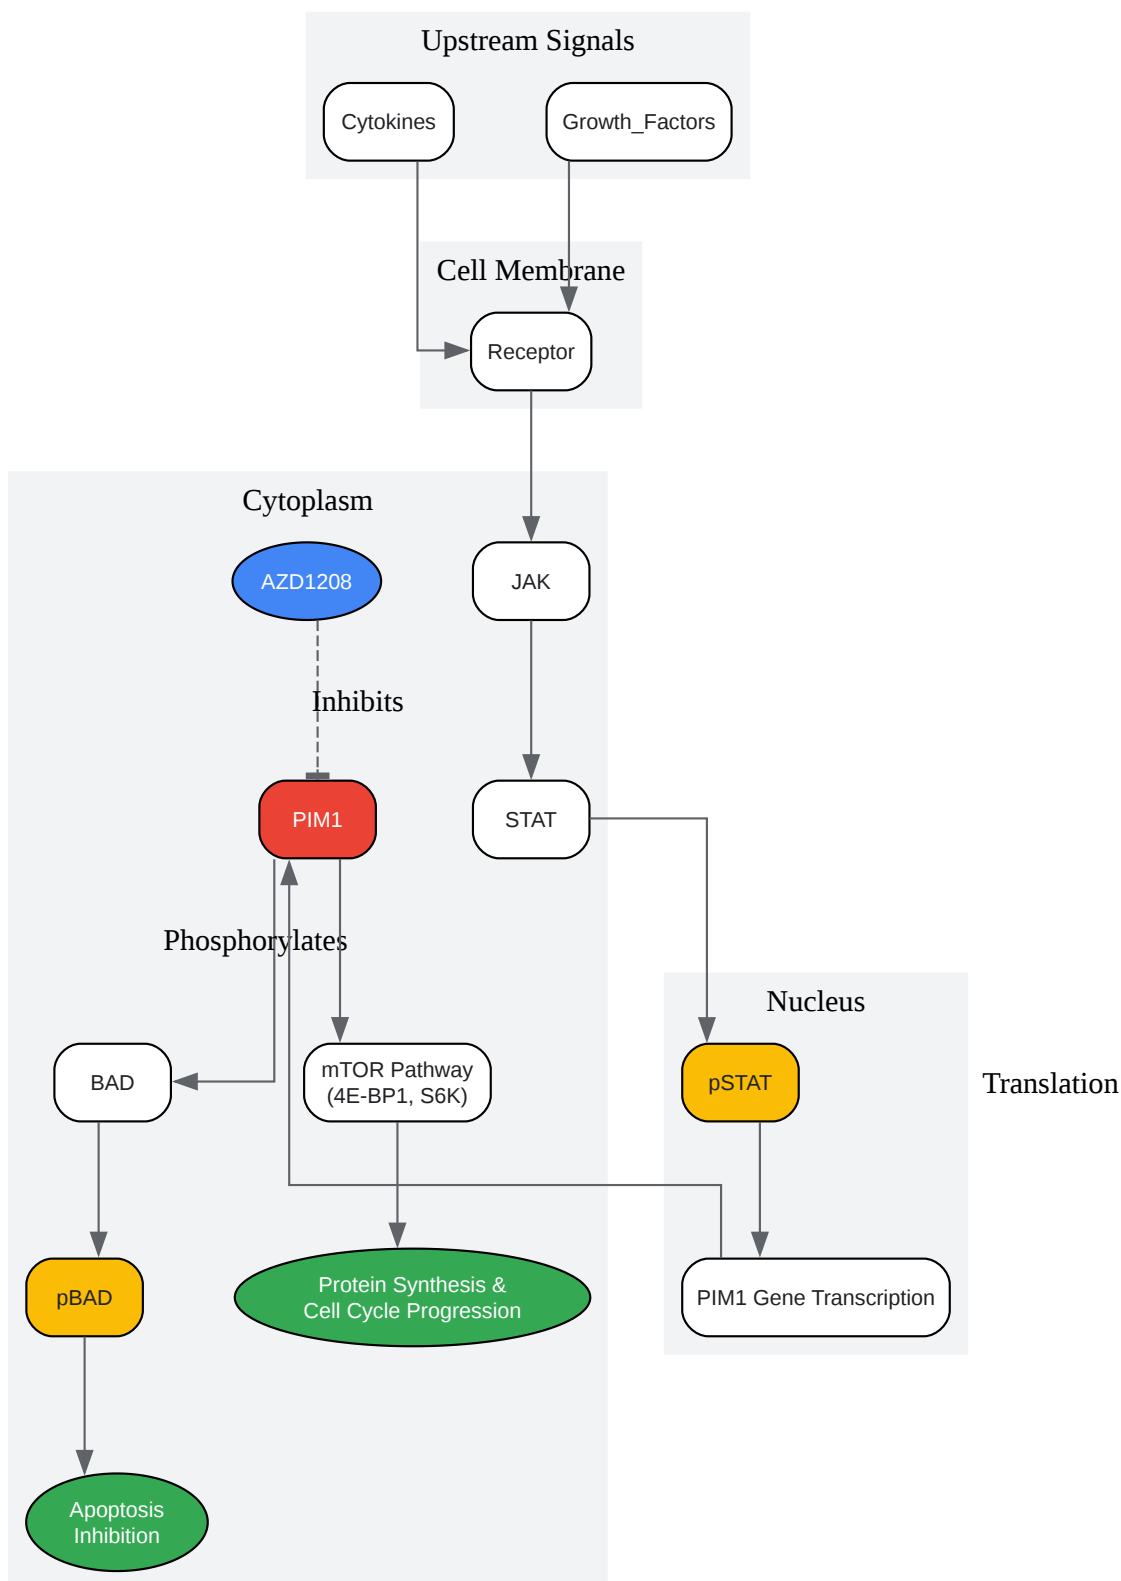 Upstream Signals
Cytokines
Growth_Factors
Cell Membrane
Receptor
Cytoplasm
AZD1208
JAK
Inhibits
PIM1
STAT
Phosphorylates
Nucleus
BAD
mTOR Pathway
(4E-BP1, S6K)
pSTAT
Translation
pBAD
Protein Synthesis &
Cell Cycle Progression
PIM1 Gene Transcription
Apoptosis
Inhibition